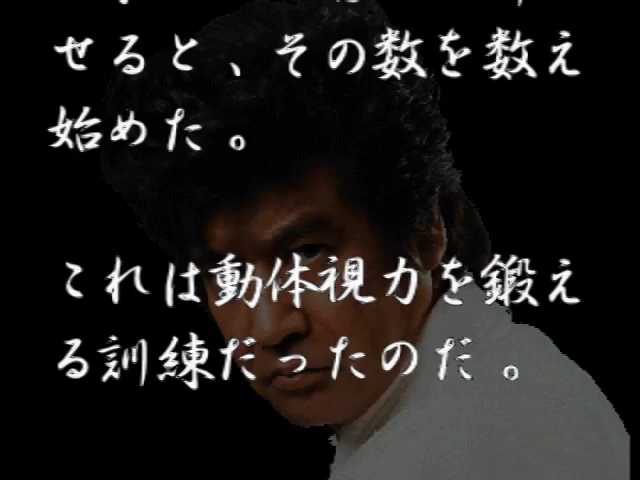 せると、その数を数え
始めた。
これは動体視力を鍛え
る訓練だったのだ。